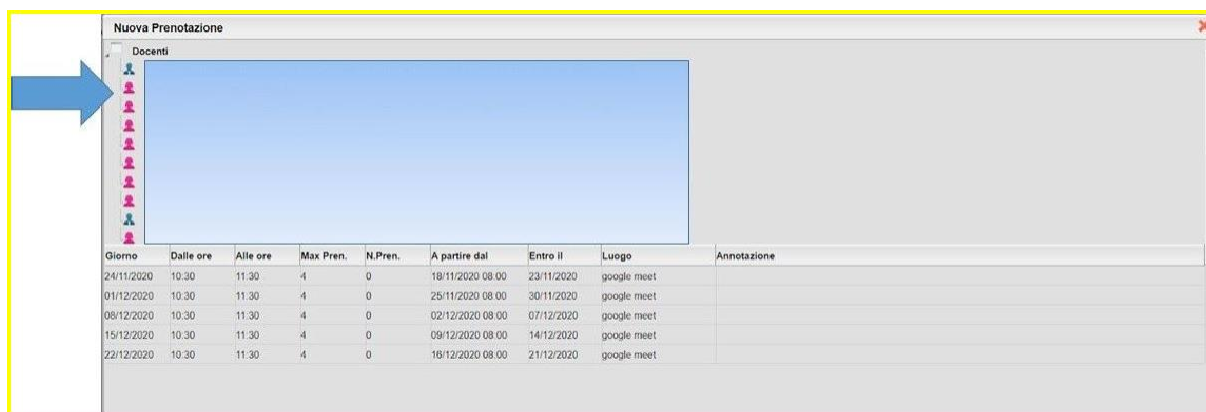 Nuova Prenotazione
Docenti
Giorno Dalle ore Alle ore Max Pren. N.Pren. A partire dal Entro il Luogo Annotazione
24/11/2020 10:30 11:30 4 0 18/11/2020 08:00 23/11/2020 google meet
01/12/2020 10:30 11:30 4 0 25/11/2020 08:00 30/11/2020 google meet
08/12/2020 10:30 11:30 4 0 02/12/2020 08:00 07/12/2020 google meet
15/12/2020 10:30 11:30 4 0 09/12/2020 08:00 14/12/2020 google meet
22/12/2020 10:30 11:30 4 0 16/12/2020 08:00 21/12/2020 google meet